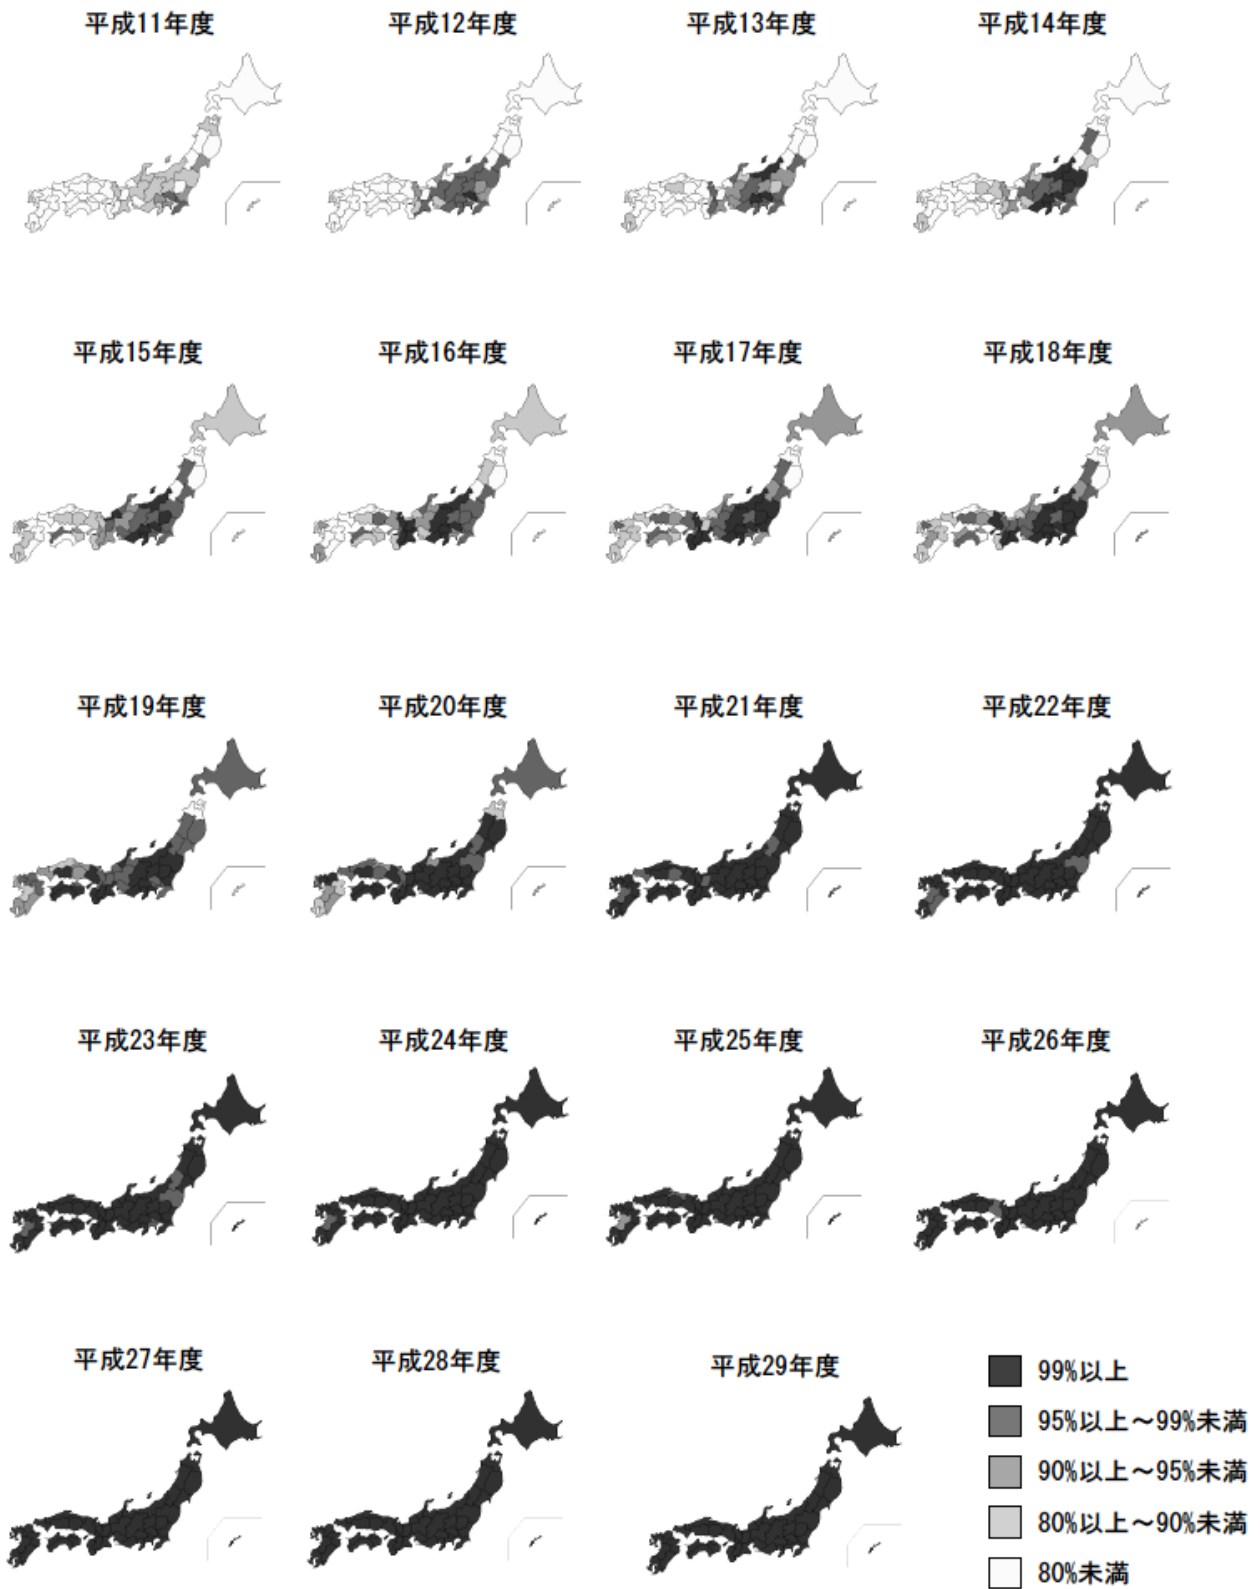 平成11年度
平成12年度
平成13年度
平成14年度
平成15年度
平成16年度
平成17年度
平成18年度
平成19年度
平成20年度
平成21年度
平成22年度
平成23年度
平成24年度
平成25年度
平成26年度
平成27年度
平成28年度
平成29年度
99%以上
95%以上～99%未満
90%以上～95%未満
80%以上～90%未満
80%未満